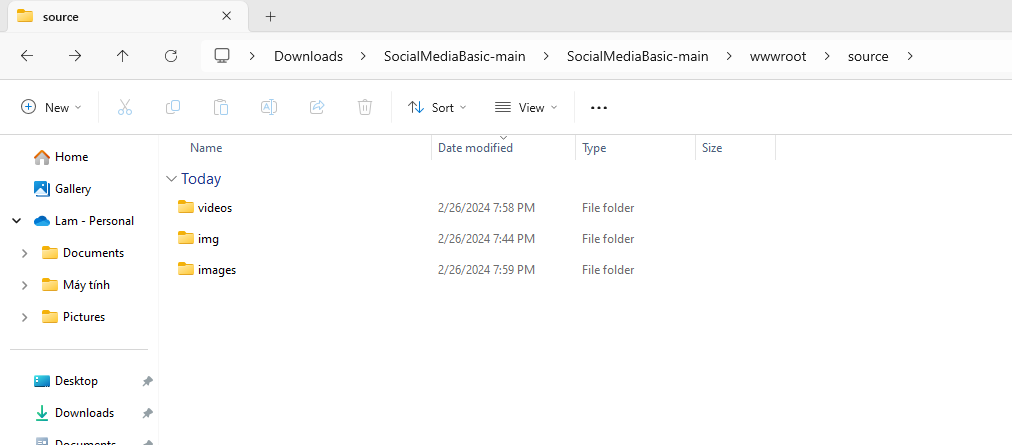 source
Downloads > SocialMediaBasic-main > SocialMediaBasic-main > wwwroot > source >
New Sort View ...
Name Date modified Type Size
Today
videos 2/26/2024 7:58 PM File folder
img 2/26/2024 7:44 PM File folder
images 2/26/2024 7:59 PM File folder
Home
Gallery
Lam - Personal
Documents
Máy tính
Pictures
Desktop
Downloads
Documents